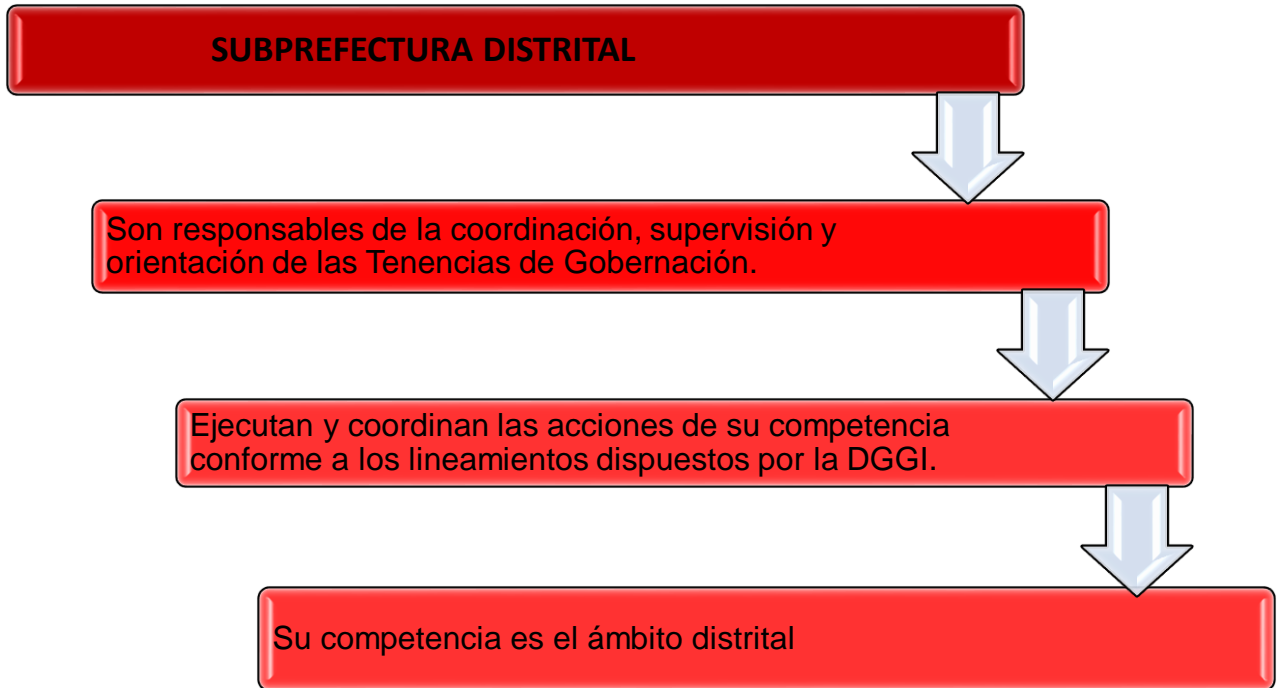 SUBPREFECTURA DISTRITAL
Son responsables de la coordinación, supervisión y
orientación de las Tenencias de Gobernación.
Ejecutan y coordinan las acciones de su competencia
conforme a los lineamientos dispuestos por la DGGI.
Su competencia es el ámbito distrital